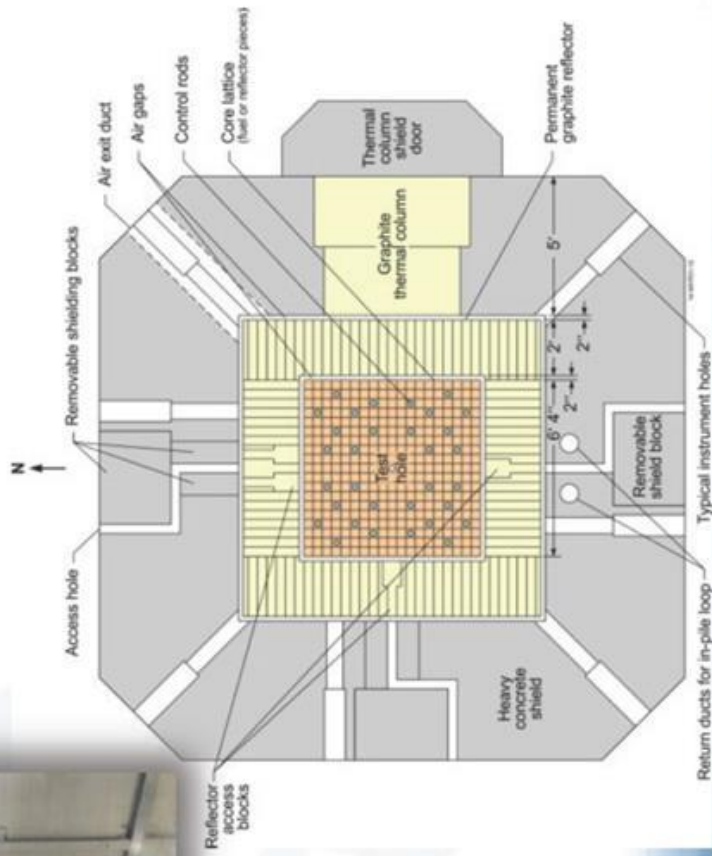 N
Access hole
Removable shielding blocks
Air exit duct
Air gaps
Control rods
Core lattice
(fuel or reflector pieces)
Thermal
column
shield
door
Graphite
thermal column
Permanent
graphite reflector
5'
2'
2"
6' 4"
2"
Test
hole
Reflector
access
blocks
Heavy
concrete
shield
Removable
shield block
Typical instrument holes
Return ducts for in-pile loop